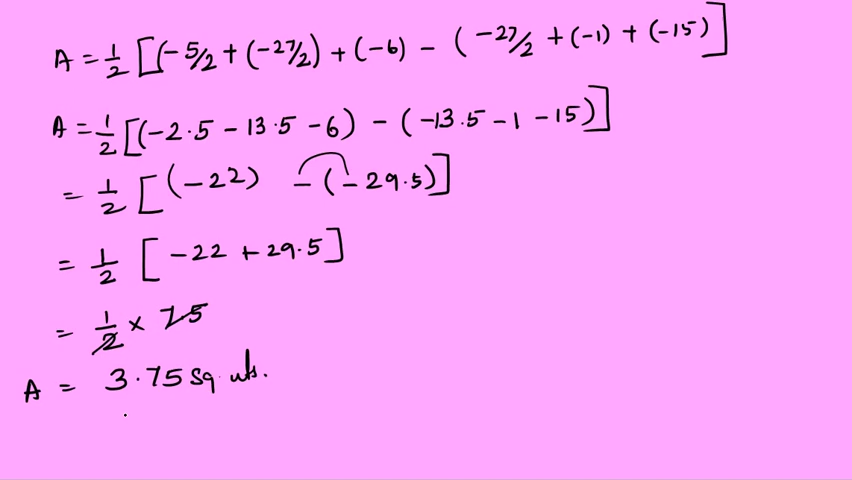 A = 1/2 [(-5/2 + (-27/2) + (-6) - (-27/2 + (-1) + (-15)]
A = 1/2 [(-2.5 - 13.5 - 6) - (-13.5 - 1 - 15)]
= 1/2 [(-22) - (-29.5)]
= 1/2 [-22 + 29.5]
= 1/2 × 7.5
A = 3.75 sq uts.